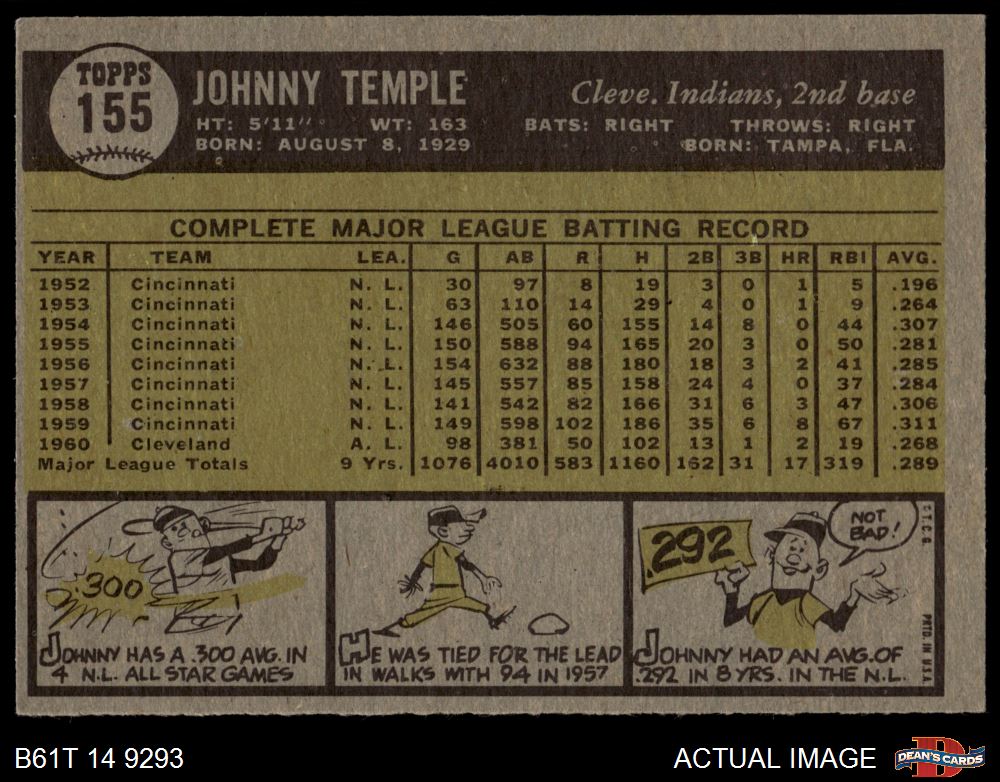 TOPPS
155
JOHNNY TEMPLE
Cleve. Indians, 2nd base
HT: 5'11" WT: 163 BATS: RIGHT THROWS: RIGHT
BORN: AUGUST 8, 1929 BORN: TAMPA, FLA.
COMPLETE MAJOR LEAGUE BATTING RECORD
YEAR TEAM LEA. G AB R H 2B 3B HR RBI AVG.
1952 Cincinnati N. L. 30 97 8 19 3 0 1 5 .196
1953 Cincinnati N. L. 63 110 14 29 4 0 1 9 .264
1954 Cincinnati N. L. 146 505 60 155 14 8 0 44 .307
1955 Cincinnati N. L. 150 588 94 165 20 3 0 50 .281
1956 Cincinnati N. L. 154 632 88 180 18 3 2 41 .285
1957 Cincinnati N. L. 145 557 85 158 24 4 0 37 .284
1958 Cincinnati N. L. 141 542 82 166 31 6 3 47 .306
1959 Cincinnati N. L. 149 598 102 186 35 6 8 67 .311
1960 Cleveland A. L. 98 381 50 102 13 1 2 19 .268
Major League Totals 9 Yrs. 1076 4010 583 1160 162 31 17 319 .289
.300
JOHNNY HAS A .300 AVG. IN
4 N.L. ALL STAR GAMES
HE WAS TIED FOR THE LEAD
IN WALKS WITH 94 IN 1957
.292
NOT
BAD!
JOHNNY HAD AN AVG. OF
.292 IN 8 YRS. IN THE N.L.
© T.C.G. PRTD. IN U.S.A.
B61T 14 9293
ACTUAL IMAGE
D
DEAN'S CARDS